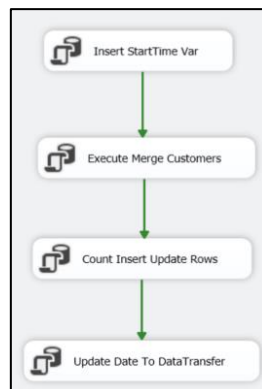 Insert StartTime Var
Execute Merge Customers
Count Insert Update Rows
Update Date To DataTransfer